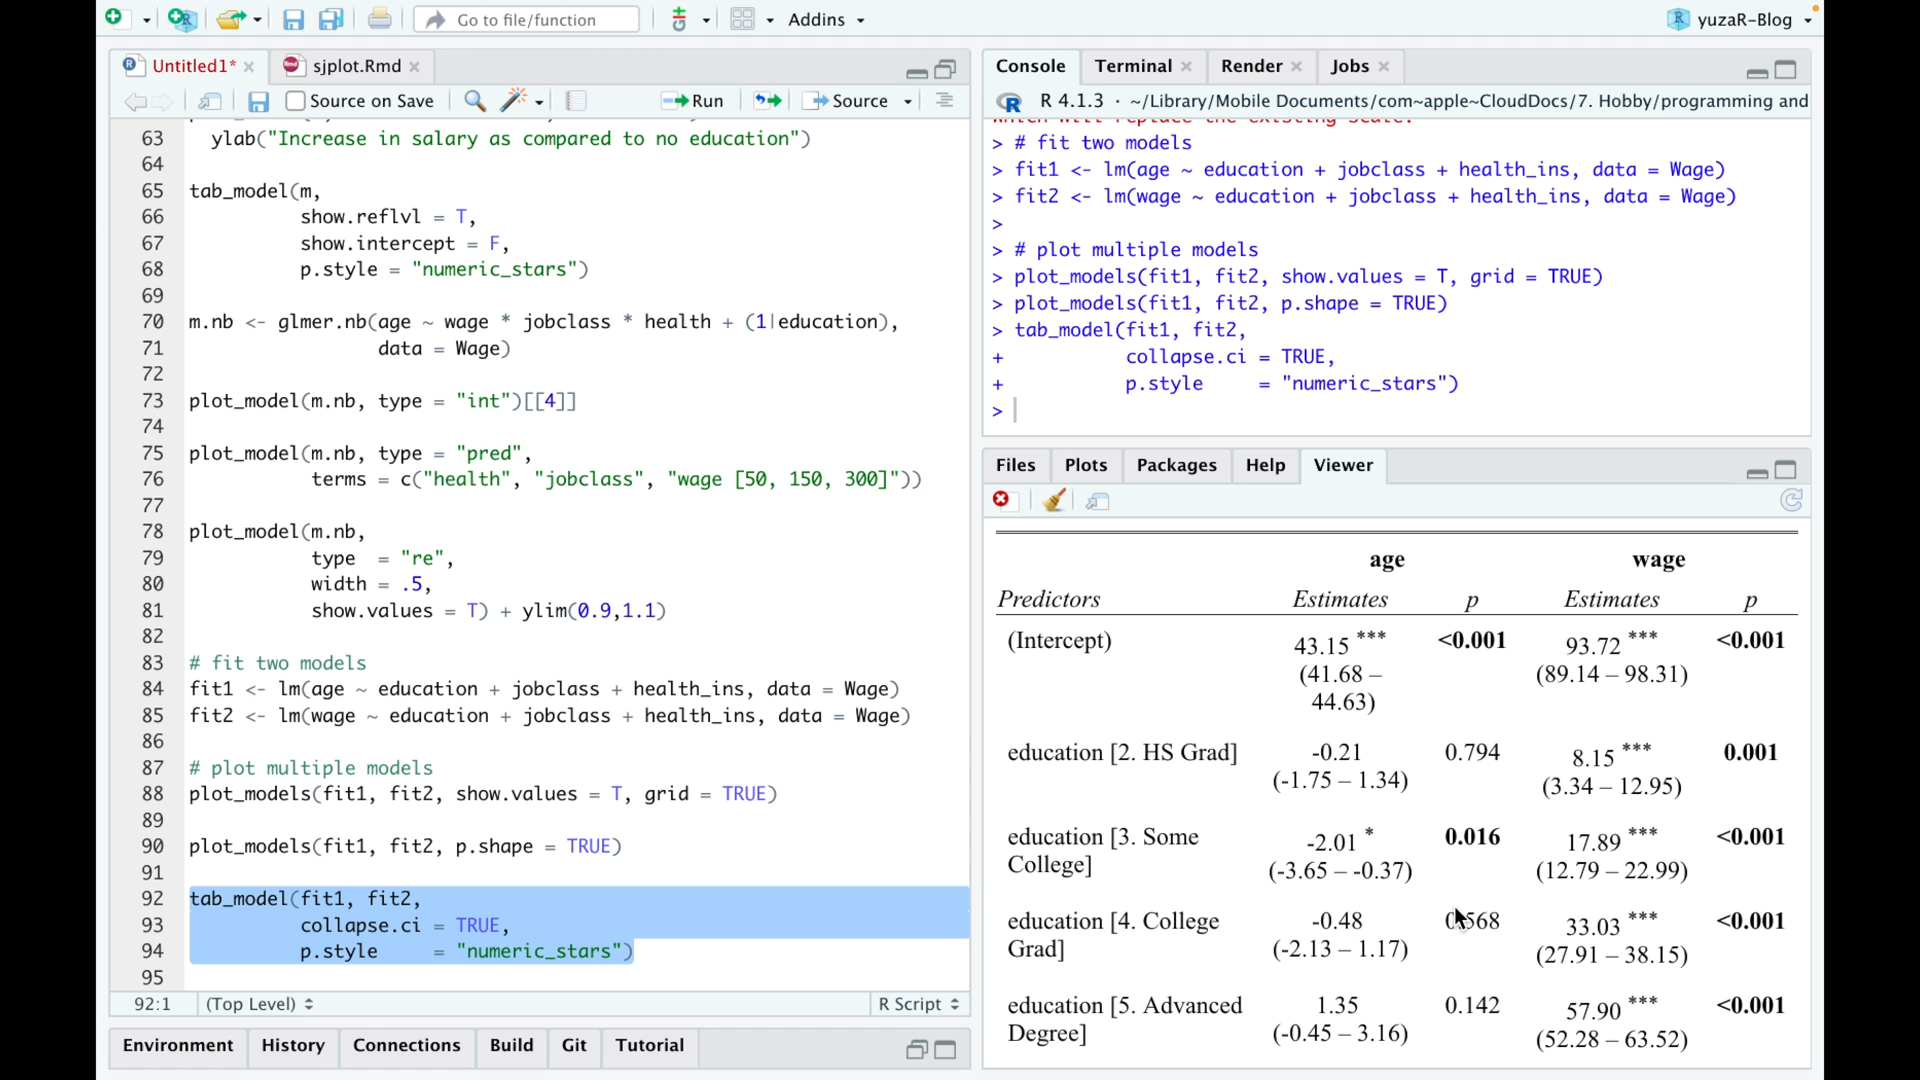 Go to file/function
Addins
yuzaR-Blog
Untitled1*
sjplot.Rmd
Source on Save
Run
Source
63 ylab("Increase in salary as compared to no education")
64
65 tab_model(m,
66 show.reflvl = T,
67 show.intercept = F,
68 p.style = "numeric_stars")
69
70 m.nb <- glmer.nb(age ~ wage * jobclass * health + (1|education),
71 data = Wage)
72
73 plot_model(m.nb, type = "int")[[4]]
74
75 plot_model(m.nb, type = "pred",
76 terms = c("health", "jobclass", "wage [50, 150, 300]"))
77
78 plot_model(m.nb,
79 type = "re",
80 width = .5,
81 show.values = T) + ylim(0.9,1.1)
82
83 # fit two models
84 fit1 <- lm(age ~ education + jobclass + health_ins, data = Wage)
85 fit2 <- lm(wage ~ education + jobclass + health_ins, data = Wage)
86
87 # plot multiple models
88 plot_models(fit1, fit2, show.values = T, grid = TRUE)
89
90 plot_models(fit1, fit2, p.shape = TRUE)
91
92 tab_model(fit1, fit2,
93 collapse.ci = TRUE,
94 p.style = "numeric_stars")
95
92:1 (Top Level) R Script
Environment History Connections Build Git Tutorial
Console Terminal Render Jobs
R 4.1.3 · ~/Library/Mobile Documents/com~apple~CloudDocs/7. Hobby/programming and
which will replace the existing scale.
> # fit two models
> fit1 <- lm(age ~ education + jobclass + health_ins, data = Wage)
> fit2 <- lm(wage ~ education + jobclass + health_ins, data = Wage)
>
> # plot multiple models
> plot_models(fit1, fit2, show.values = T, grid = TRUE)
> plot_models(fit1, fit2, p.shape = TRUE)
> tab_model(fit1, fit2,
+ collapse.ci = TRUE,
+ p.style = "numeric_stars")
>
Files Plots Packages Help Viewer
age wage
Predictors Estimates p Estimates p
(Intercept) 43.15 *** <0.001 93.72 *** <0.001
(41.68 – (89.14 – 98.31)
44.63)
education [2. HS Grad] -0.21 0.794 8.15 *** 0.001
(-1.75 – 1.34) (3.34 – 12.95)
education [3. Some -2.01 * 0.016 17.89 *** <0.001
College] (-3.65 – -0.37) (12.79 – 22.99)
education [4. College -0.48 0.568 33.03 *** <0.001
Grad] (-2.13 – 1.17) (27.91 – 38.15)
education [5. Advanced 1.35 0.142 57.90 *** <0.001
Degree] (-0.45 – 3.16) (52.28 – 63.52)